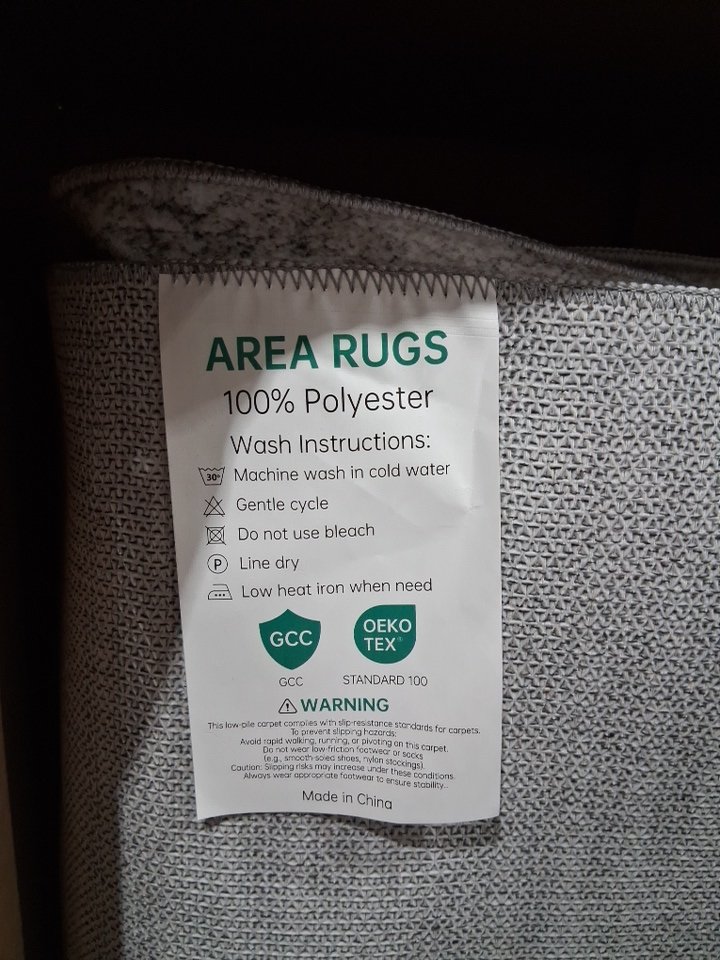 AREA RUGS
100% Polyester
Wash Instructions:
30° Machine wash in cold water
Gentle cycle
Do not use bleach
P Line dry
Low heat iron when need
GCC OEKO
TEX®
GCC STANDARD 100
WARNING
This low-pile carpet complies with slip-resistance standards for carpets.
To prevent slipping hazards:
Avoid rapid walking, running, or pivoting on this carpet.
Do not wear low-friction footwear or socks
(e.g., smooth-soled shoes, nylon stockings).
Caution: Slipping risks may increase under these conditions.
Always wear appropriate footwear to ensure stability..
Made in China